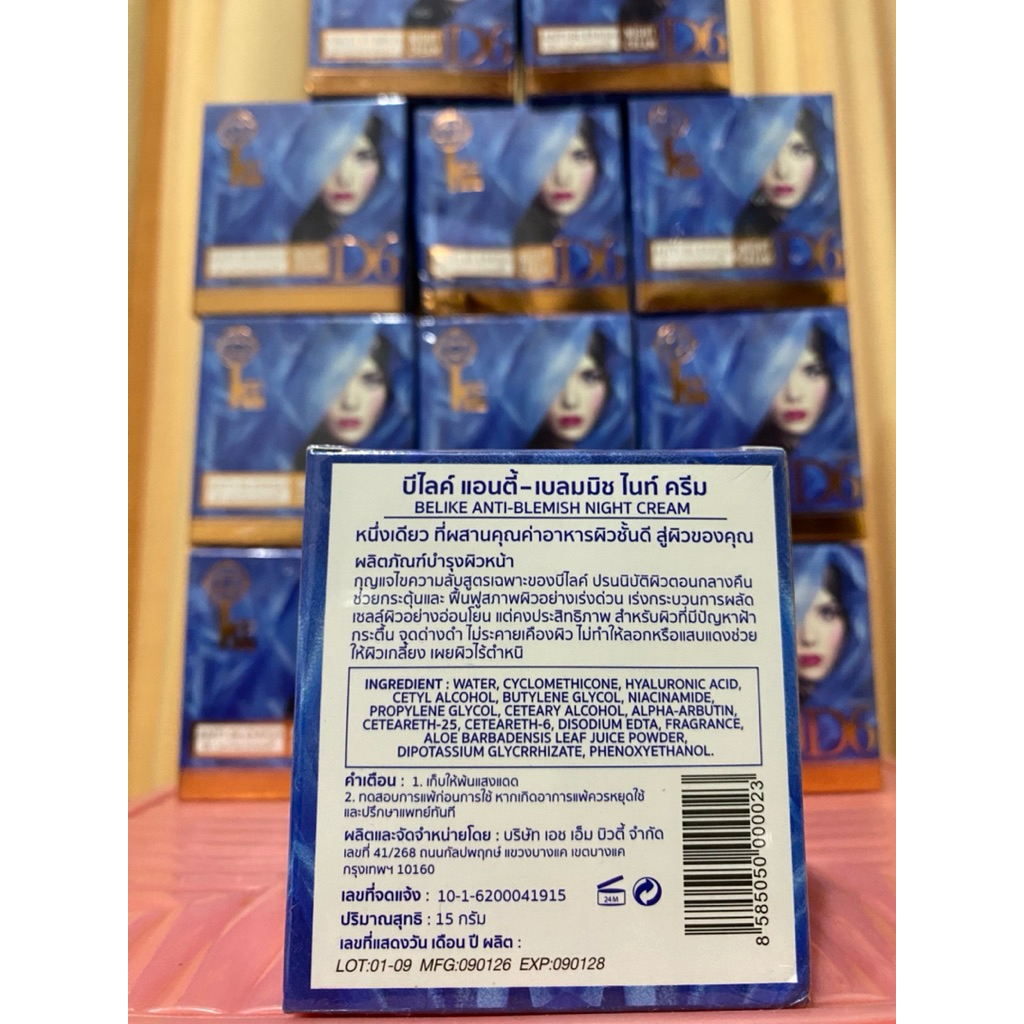 NIGHT
CREAM
D6
NIGHT
CREAM
D6
D6
D6
NIGHT
CREAM
D6
บีไลค์ แอนตี้-เบลมมิช ไนท์ ครีม
BELIKE ANTI-BLEMISH NIGHT CREAM
หนึ่งเดียว ที่ผสานคุณค่าอาหารผิวชั้นดี สู่ผิวของคุณ
ผลิตภัณฑ์บำรุงผิวหน้า
กุญแจไขความลับสูตรเฉพาะของบีไลค์ ปรนนิบัติผิวตอนกลางคืน
ช่วยกระตุ้นและ ฟื้นฟูสภาพผิวอย่างเร่งด่วน เร่งกระบวนการผลัด
เซลล์ผิวอย่างอ่อนโยน แต่คงประสิทธิภาพ สำหรับผิวที่มีปัญหาฝ้า
กระตื้น จุดด่างดำ ไม่ระคายเคืองผิว ไม่ทำให้ลอกหรือแสบแดงช่วย
ให้ผิวเกลี้ยง เผยผิวไร้ตำหนิ
INGREDIENT : WATER, CYCLOMETHICONE, HYALURONIC ACID,
CETYL ALCOHOL, BUTYLENE GLYCOL, NIACINAMIDE,
PROPYLENE GLYCOL, CETEARY ALCOHOL, ALPHA-ARBUTIN,
CETEARETH-25, CETEARETH-6, DISODIUM EDTA, FRAGRANCE,
ALOE BARBADENSIS LEAF JUICE POWDER,
DIPOTASSIUM GLYCRRHIZATE, PHENOXYETHANOL.
คำเตือน : 1. เก็บให้พ้นแสงแดด
2. ทดสอบการแพ้ก่อนการใช้ หากเกิดอาการแพ้ควรหยุดใช้
และปรึกษาแพทย์ทันที
ผลิตและจัดจำหน่ายโดย : บริษัท เอช เอ็ม บิวตี้ จำกัด
เลขที่ 41/268 ถนนกัลปพฤกษ์ แขวงบางแค เขตบางแค
กรุงเทพฯ 10160
เลขที่จดแจ้ง : 10-1-6200041915
24M
ปริมาณสุทธิ : 15 กรัม
เลขที่แสดงวัน เดือน ปี ผลิต :
LOT:01-09 MFG:090126 EXP:090128
8 585050 000023
D6